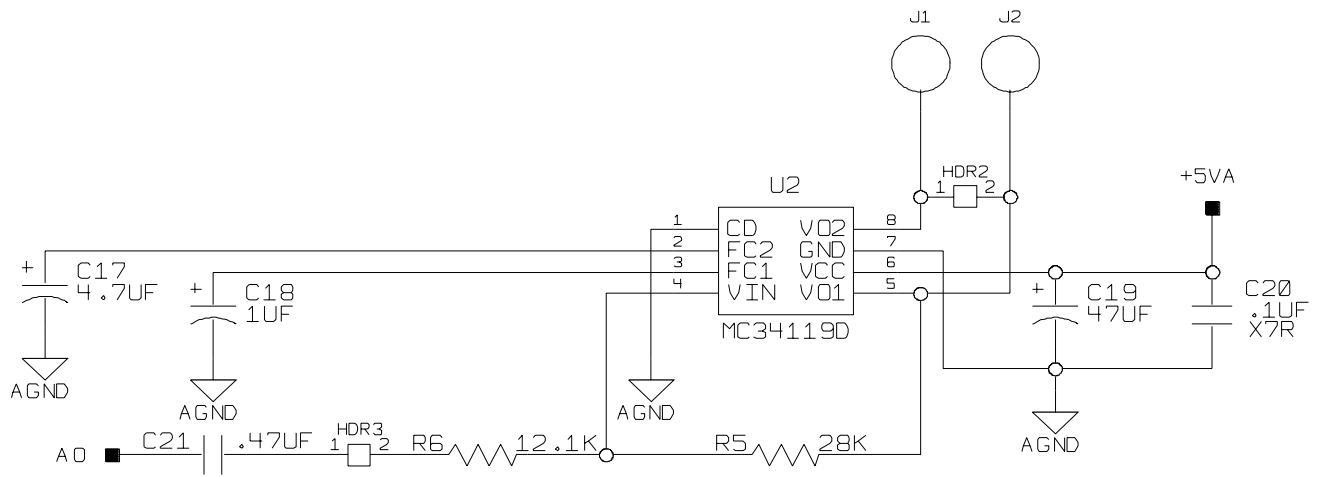 J1
J2
HDR2
1 2
+5VA
U2
1 CD VO2 8
2 FC2 GND 7
3 FC1 VCC 6
4 VIN VO1 5
MC34119D
+ C17
4.7UF
AGND
+ C18
1UF
AGND
AGND
+ C19
47UF
C20
.1UF
X7R
AGND
AO
C21
.47UF
HDR3
1 2
R6
12.1K
R5
28K